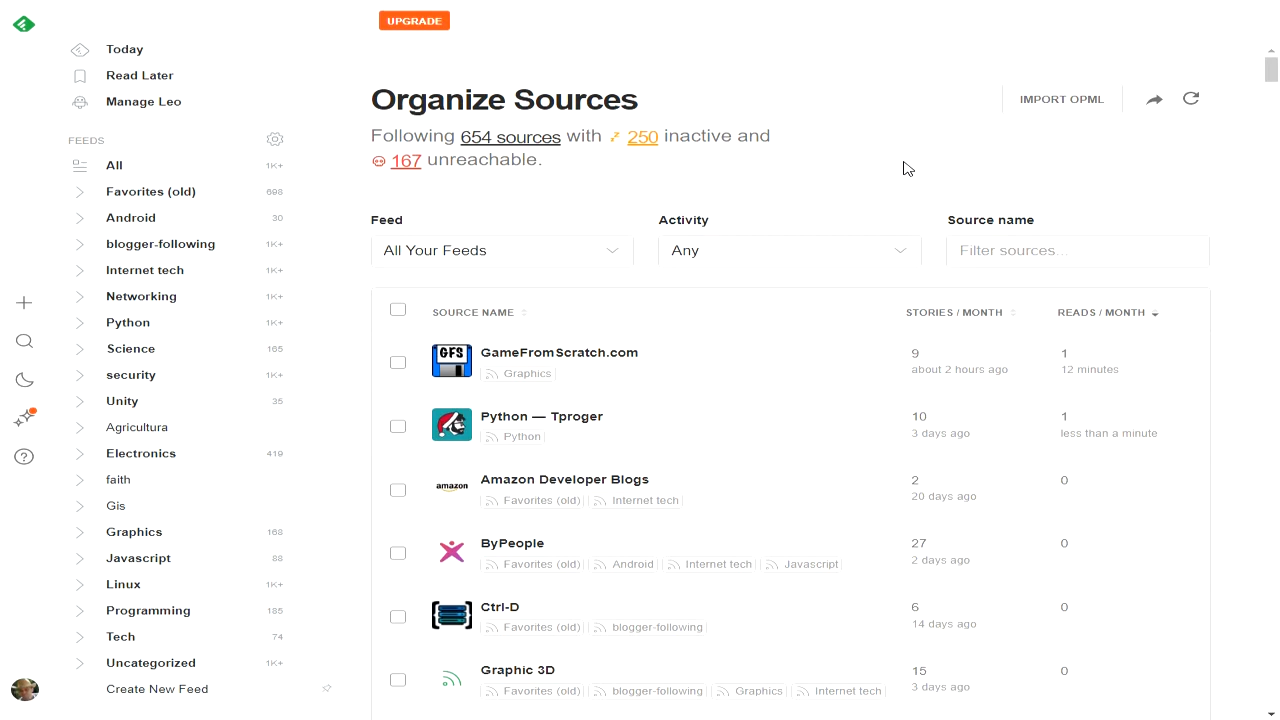 UPGRADE
Today
Read Later
Manage Leo
FEEDS
All 1K+
Favorites (old) 698
Android 30
blogger-following 1K+
Internet tech 1K+
Networking 1K+
Python 1K+
Science 165
security 1K+
Unity 35
Agricultura
Electronics 419
faith
Gis
Graphics 168
Javascript 88
Linux 1K+
Programming 185
Tech 74
Uncategorized 1K+
Create New Feed
Organize Sources
IMPORT OPML
Following 654 sources with 250 inactive and
167 unreachable.
Feed Activity Source name
All Your Feeds Any Filter sources...
SOURCE NAME STORIES / MONTH READS / MONTH
GFS
GameFromScratch.com 9 1
Graphics about 2 hours ago 12 minutes
Python — Tproger 10 1
Python 3 days ago less than a minute
amazon
Amazon Developer Blogs 2 0
Favorites (old) Internet tech 20 days ago
ByPeople 27 0
Favorites (old) Android Internet tech Javascript 2 days ago
Ctrl-D 6 0
Favorites (old) blogger-following 14 days ago
Graphic 3D 15 0
Favorites (old) blogger-following Graphics Internet tech 3 days ago